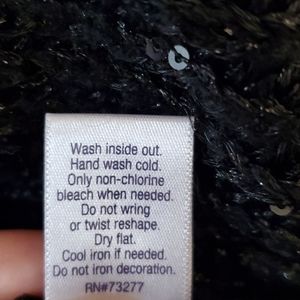 Wash inside out.
Hand wash cold.
Only non-chlorine
bleach when needed.
Do not wring
or twist reshape.
Dry flat.
Cool iron if needed.
Do not iron decoration.
RN#73277